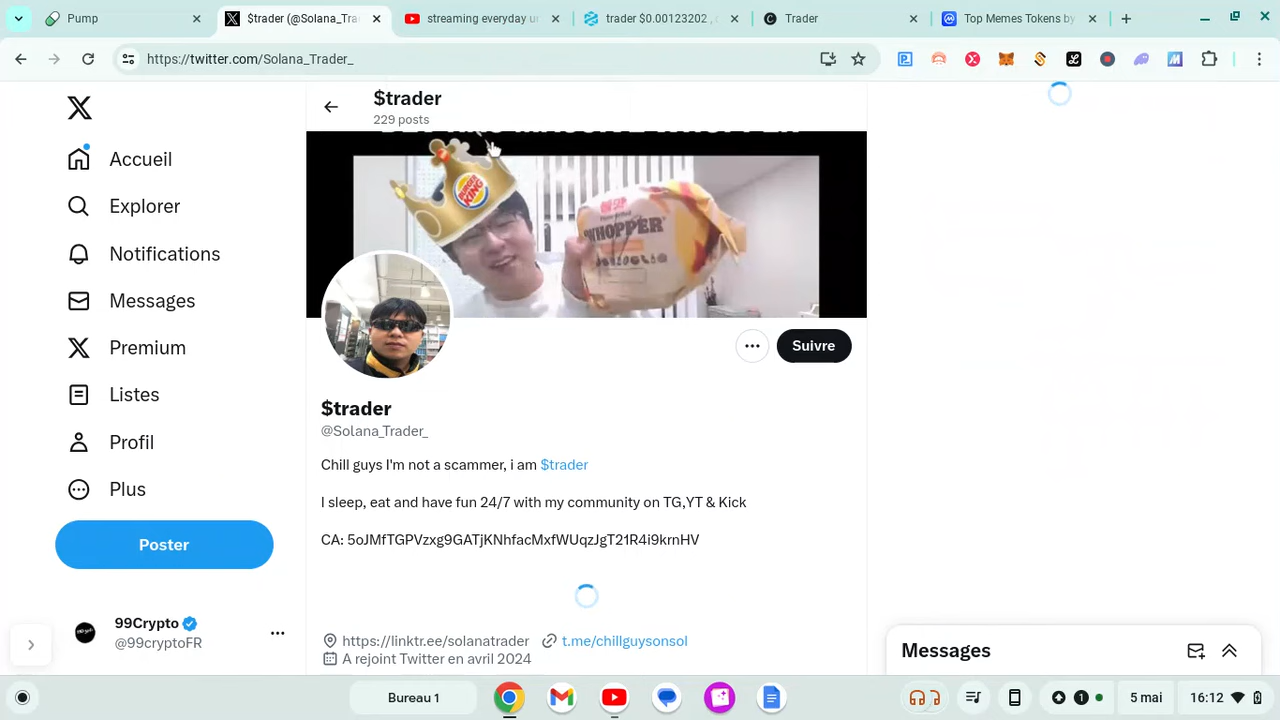 Pump
$trader (@Solana_Tra
streaming everyday u
trader $0.00123202 ,
Trader
Top Memes Tokens by
https://twitter.com/Solana_Trader_
$trader
229 posts
BURGER KING
WHOPPER
Accueil
Explorer
Notifications
Messages
Premium
Listes
Profil
Plus
Poster
99Crypto
@99cryptoFR
Suivre
$trader
@Solana_Trader_
Chill guys I'm not a scammer, i am $trader
I sleep, eat and have fun 24/7 with my community on TG,YT & Kick
CA: 5oJMfTGPVzxg9GATjKNhfacMxfWUqzJgT21R4i9krnHV
https://linktr.ee/solanatrader t.me/chillguysonsol
A rejoint Twitter en avril 2024
Messages
Bureau 1
1
5 mai
16:12